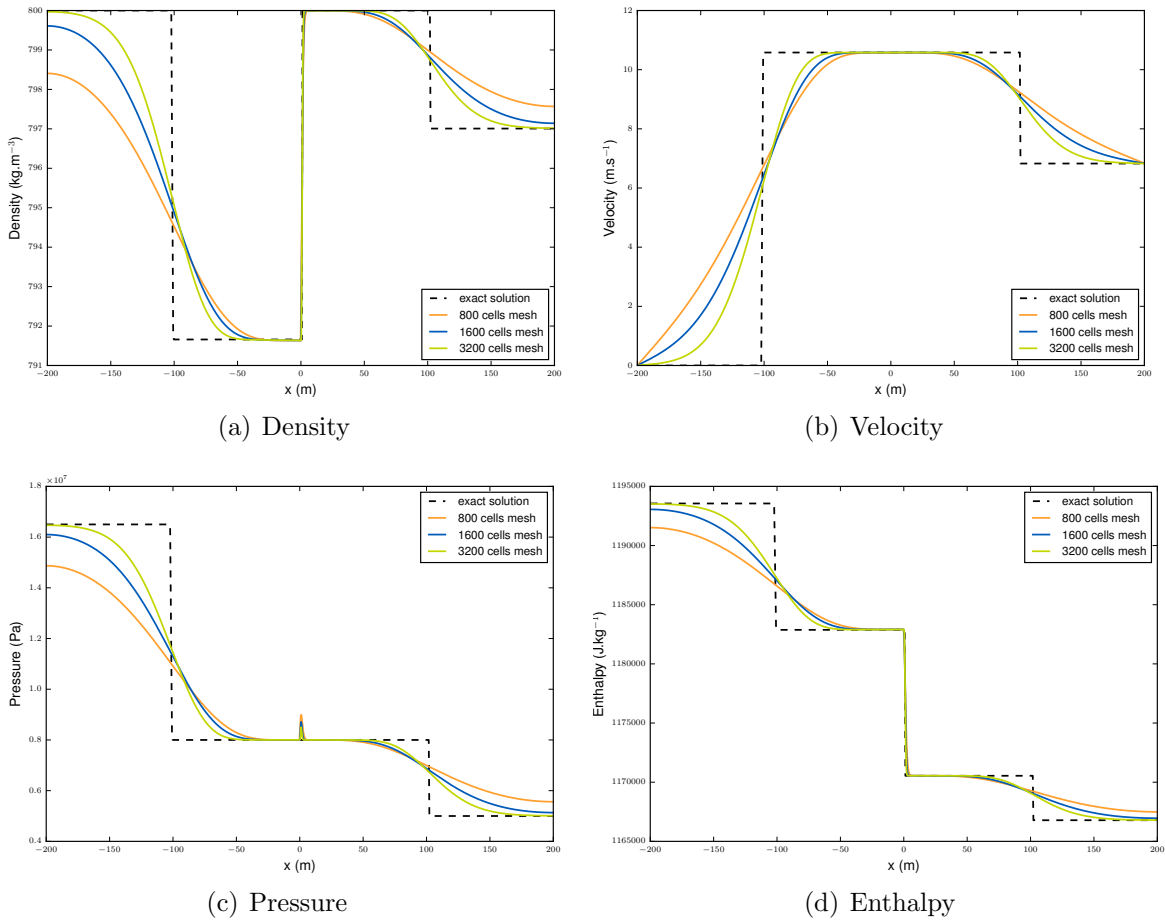 800
799
798
797
796
795
794
793
792
791
Density (kg.m⁻³)
exact solution
800 cells mesh
1600 cells mesh
3200 cells mesh
−200 −150 −100 −50 0 50 100 150 200
x (m)
(a) Density
12
10
8
6
4
2
0
Velocity (m.s⁻¹)
exact solution
800 cells mesh
1600 cells mesh
3200 cells mesh
−200 −150 −100 −50 0 50 100 150 200
x (m)
(b) Velocity
×10⁷
1.8
1.6
1.4
1.2
1.0
0.8
0.6
0.4
Pressure (Pa)
exact solution
800 cells mesh
1600 cells mesh
3200 cells mesh
−200 −150 −100 −50 0 50 100 150 200
x (m)
(c) Pressure
1195000
1190000
1185000
1180000
1175000
1170000
1165000
Enthalpy (J.kg⁻¹)
exact solution
800 cells mesh
1600 cells mesh
3200 cells mesh
−200 −150 −100 −50 0 50 100 150 200
x (m)
(d) Enthalpy